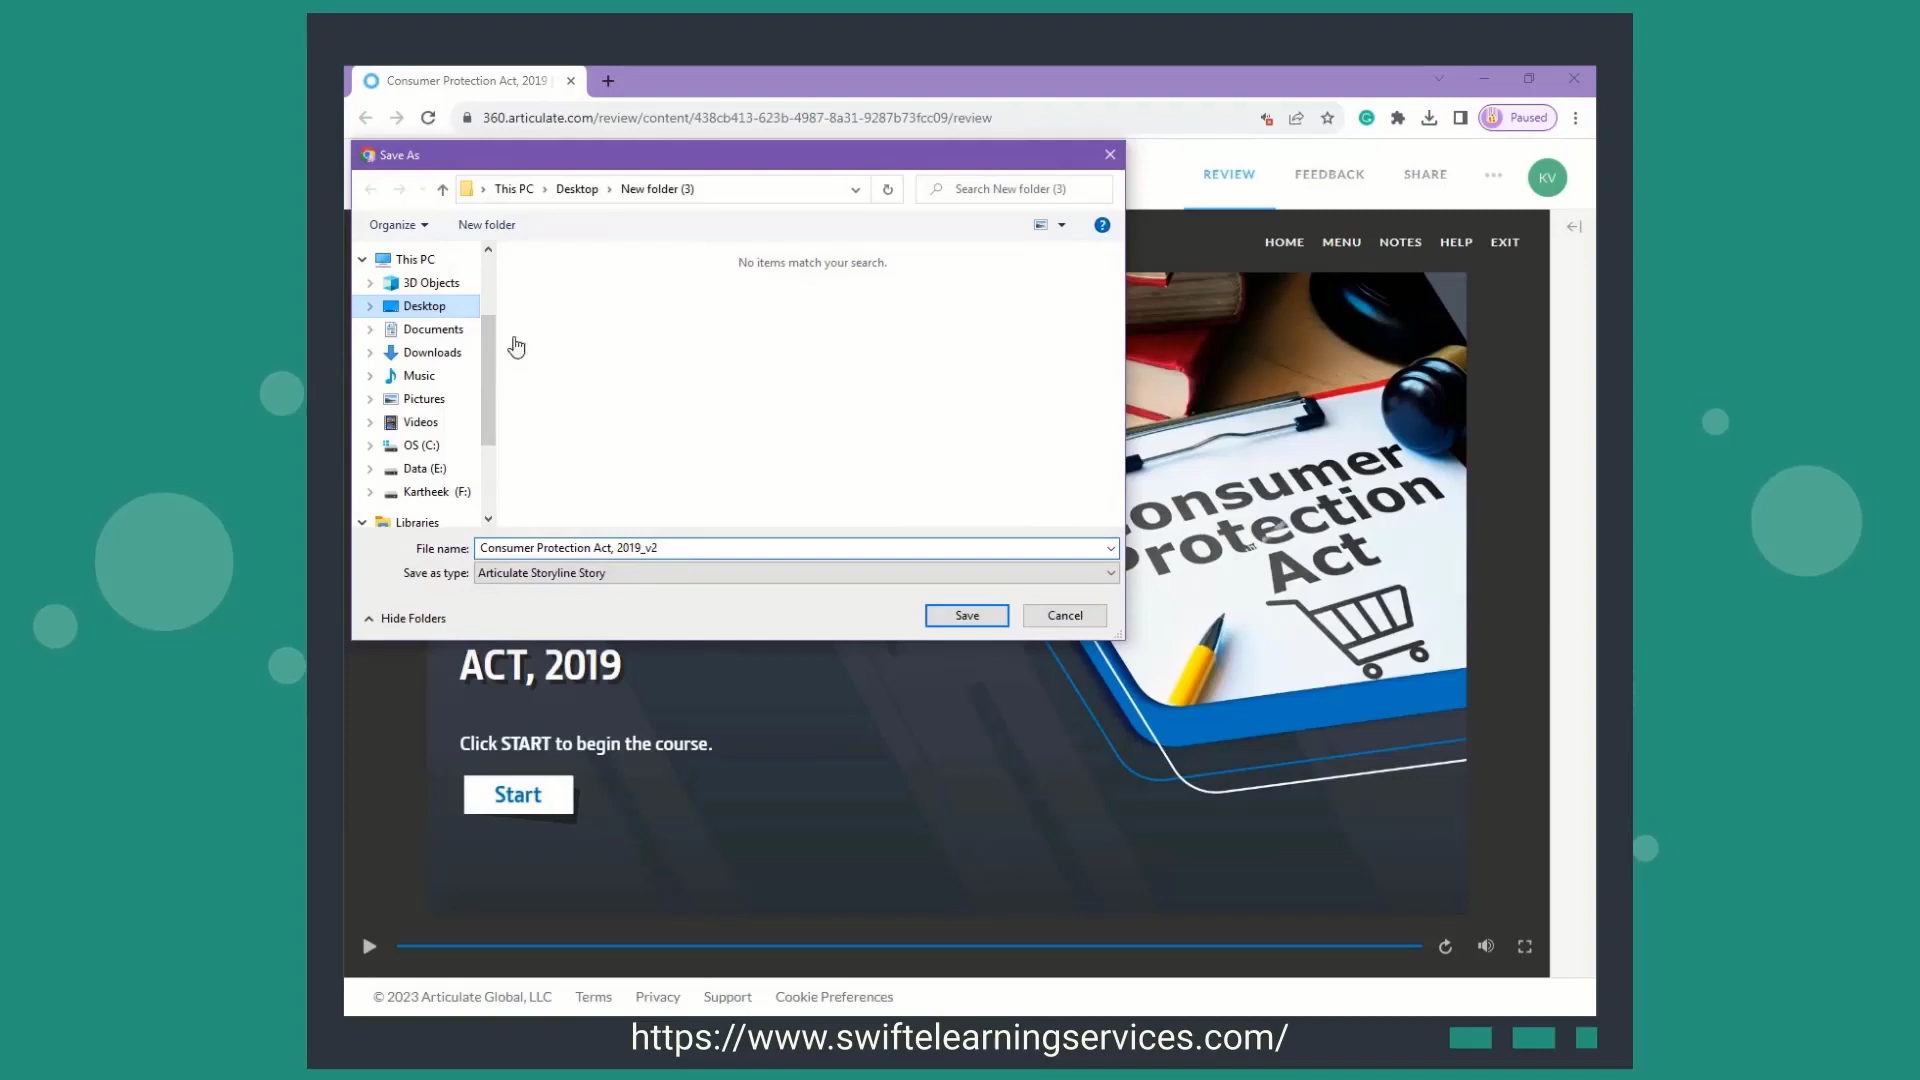 Consumer Protection Act, 2019
360.articulate.com/review/content/438cb413-623b-4987-8a31-9287b73fcc09/review
Paused
Save As
This PC
Desktop
New folder (3)
Search New folder (3)
REVIEW
FEEDBACK
SHARE
KV
Organize
New folder
HOME
MENU
NOTES
HELP
EXIT
This PC
No items match your search.
3D Objects
Desktop
Documents
Downloads
Music
Pictures
Videos
OS (C:)
Data (E:)
Kartheek (F:)
Libraries
File name: Consumer Protection Act, 2019_v2
Save as type: Articulate Storyline Story
Hide Folders
Save
Cancel
Consumer
Protection
Act
ACT, 2019
Click START to begin the course.
Start
© 2023 Articulate Global, LLC
Terms
Privacy
Support
Cookie Preferences
https://www.swiftelearningservices.com/